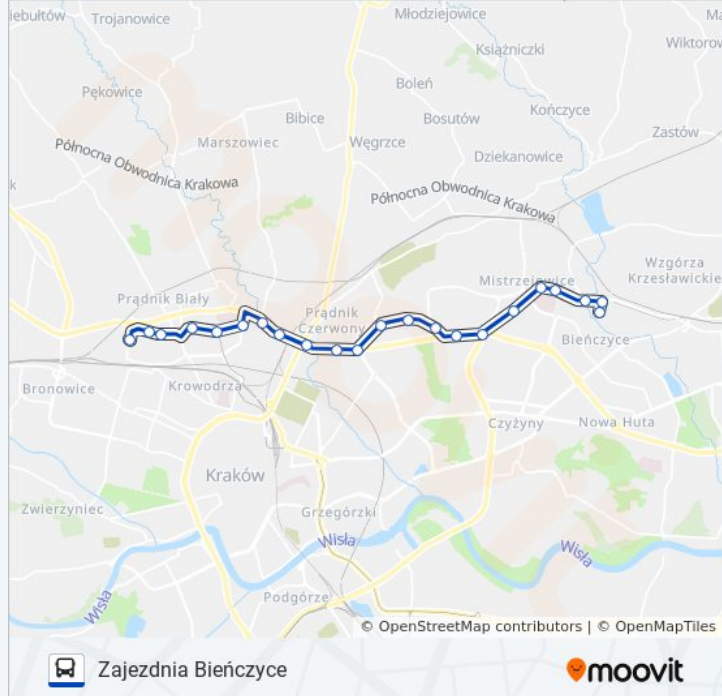 iebułtów
Trojanowice
Młodziejowice
Ma
Książniczki
Wiktorow
Pękowice
Boleń
Kończyce
Bibice
Bosutów
Marszowiec
Węgrzce
Zastów
Dziekanowice
Północna Obwodnica Krakowa
k
Północna Obwodnica Krakowa
Wzgórza
Krzesławickie
Mistrzejowice
Prądnik Biały
Prądnik
Czerwony
Bieńczyce
Bronowice
Krowodrza
Czyżyny
Nowa Huta
Kraków
Zwierzyniec
Grzegórzki
Wisła
Wisła
Wisła
Podgórze
© OpenStreetMap contributors | © OpenMapTiles
Zajezdnia Bieńczyce
moovit